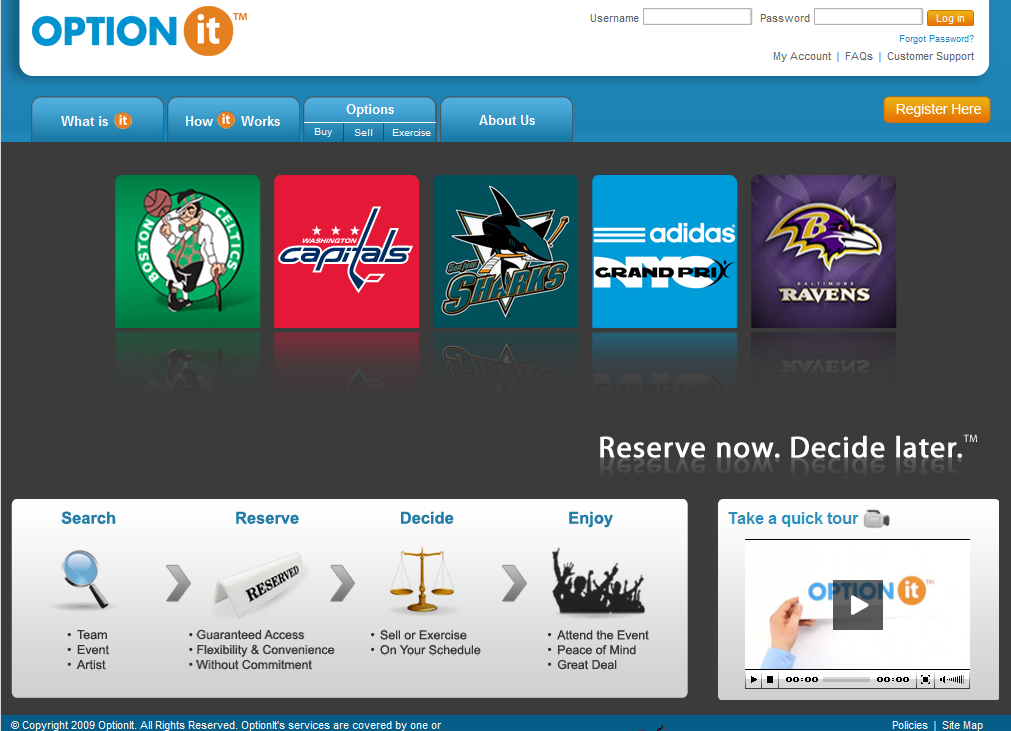 OPTION it TM
Username Password Log in
Forgot Password?
My Account | FAQs | Customer Support
What is it
How it Works
Options
Buy Sell Exercise
About Us
Register Here
BOSTON CELTICS
WASHINGTON
capitals
San Jose
SHARKS
adidas
NYC
GRAND PRIX
B
BALTIMORE
RAVENS
Reserve now. Decide later.TM
Search
Reserve
Decide
Enjoy
RESERVED
• Team
• Event
• Artist
• Guaranteed Access
• Flexibility & Convenience
• Without Commitment
• Sell or Exercise
• On Your Schedule
• Attend the Event
• Peace of Mind
• Great Deal
Take a quick tour
OPTION it TM
00:00 00:00
© Copyright 2009 OptionIt. All Rights Reserved. OptionIt's services are covered by one or
Policies | Site Map